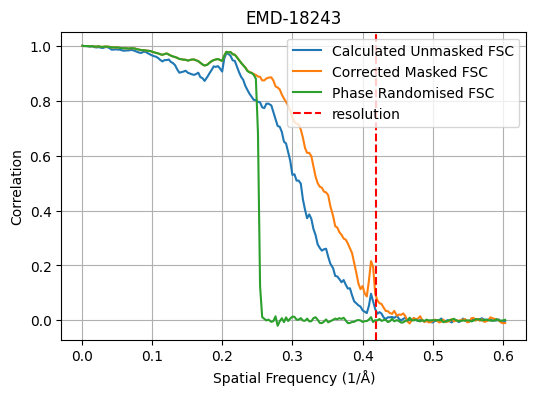 EMD-18243
Calculated Unmasked FSC
Corrected Masked FSC
Phase Randomised FSC
resolution
Correlation
1.0
0.8
0.6
0.4
0.2
0.0
0.0 0.1 0.2 0.3 0.4 0.5 0.6
Spatial Frequency (1/Å)